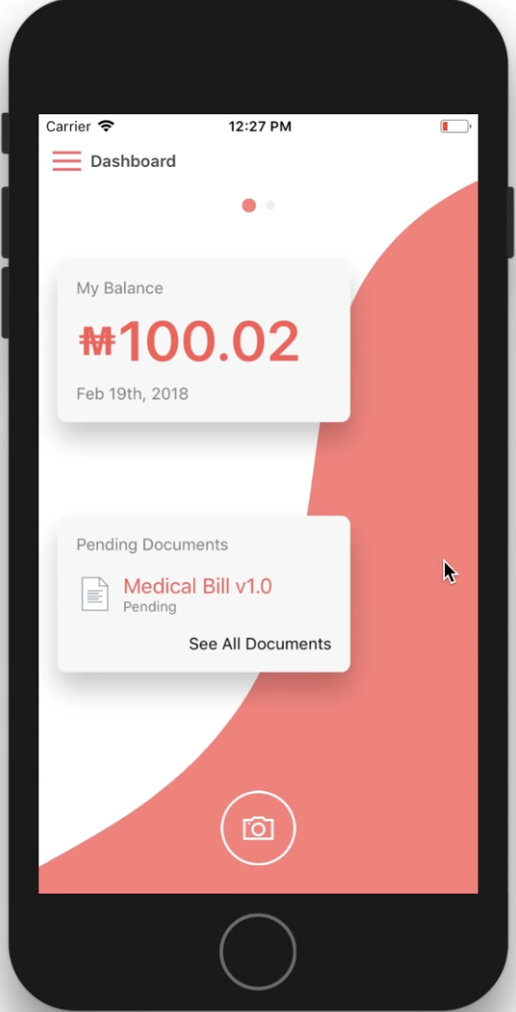 Carrier
12:27 PM
Dashboard
My Balance
₥100.02
Feb 19th, 2018
Pending Documents
Medical Bill v1.0
Pending
See All Documents